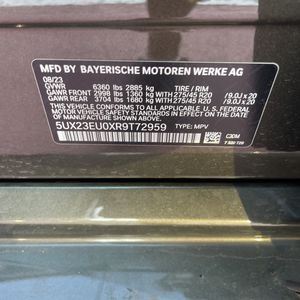 MFD BY BAYERISCHE MOTOREN WERKE AG
08/23
GVWR 6360 lbs 2885 kg TIRE / RIM
GAWR FRONT 2998 lbs 1360 kg WITH 275/45 R20 / 9.0J x 20
GAWR REAR 3704 lbs 1680 kg WITH 275/45 R20 / 9.0J x 20
THIS VEHICLE CONFORMS TO ALL APPLICABLE U. S. FEDERAL
MOTOR VEHICLE SAFETY STANDARDS IN EFFECT ON THE
DATE OF MANUFACTURE SHOWN ABOVE.
5UX23EU0XR9T72959 TYPE: MPV
C3DM